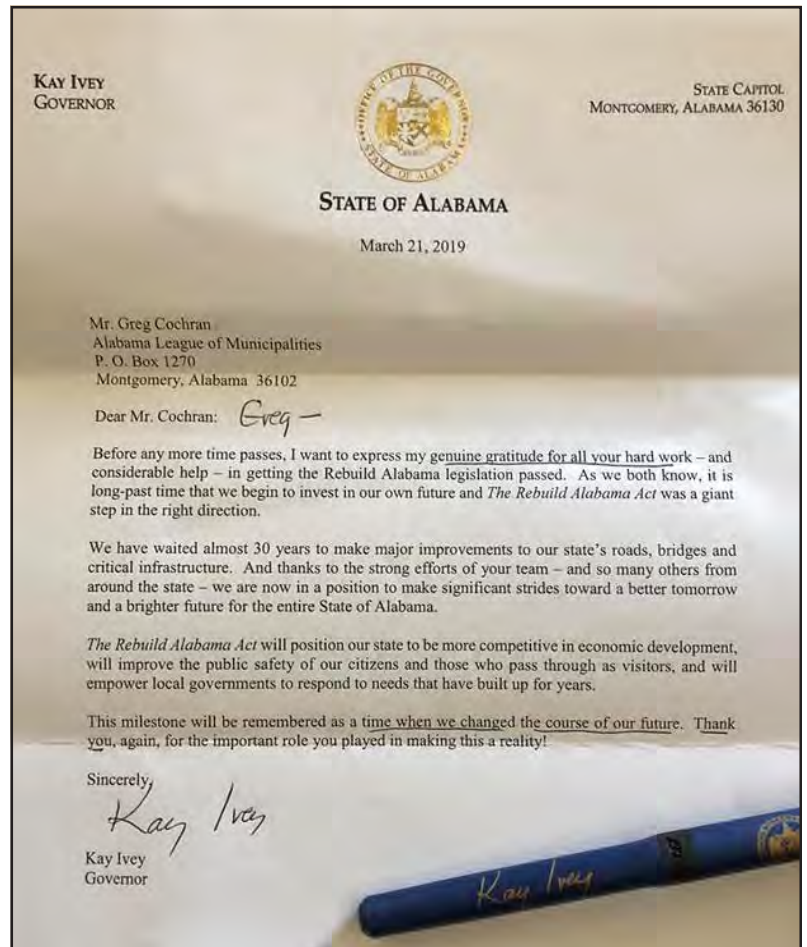 KAY IVEY
GOVERNOR
OFFICE OF THE GOVERNOR
STATE OF ALABAMA
STATE CAPITOL
MONTGOMERY, ALABAMA 36130
STATE OF ALABAMA
March 21, 2019
Mr. Greg Cochran
Alabama League of Municipalities
P. O. Box 1270
Montgomery, Alabama 36102
Dear Mr. Cochran: Greg –
Before any more time passes, I want to express my genuine gratitude for all your hard work – and
considerable help – in getting the Rebuild Alabama legislation passed. As we both know, it is
long-past time that we begin to invest in our own future and The Rebuild Alabama Act was a giant
step in the right direction.
We have waited almost 30 years to make major improvements to our state's roads, bridges and
critical infrastructure. And thanks to the strong efforts of your team – and so many others from
around the state – we are now in a position to make significant strides toward a better tomorrow
and a brighter future for the entire State of Alabama.
The Rebuild Alabama Act will position our state to be more competitive in economic development,
will improve the public safety of our citizens and those who pass through as visitors, and will
empower local governments to respond to needs that have built up for years.
This milestone will be remembered as a time when we changed the course of our future. Thank
you, again, for the important role you played in making this a reality!
Sincerely,
Kay Ivey
Kay Ivey
Governor
Kay Ivey